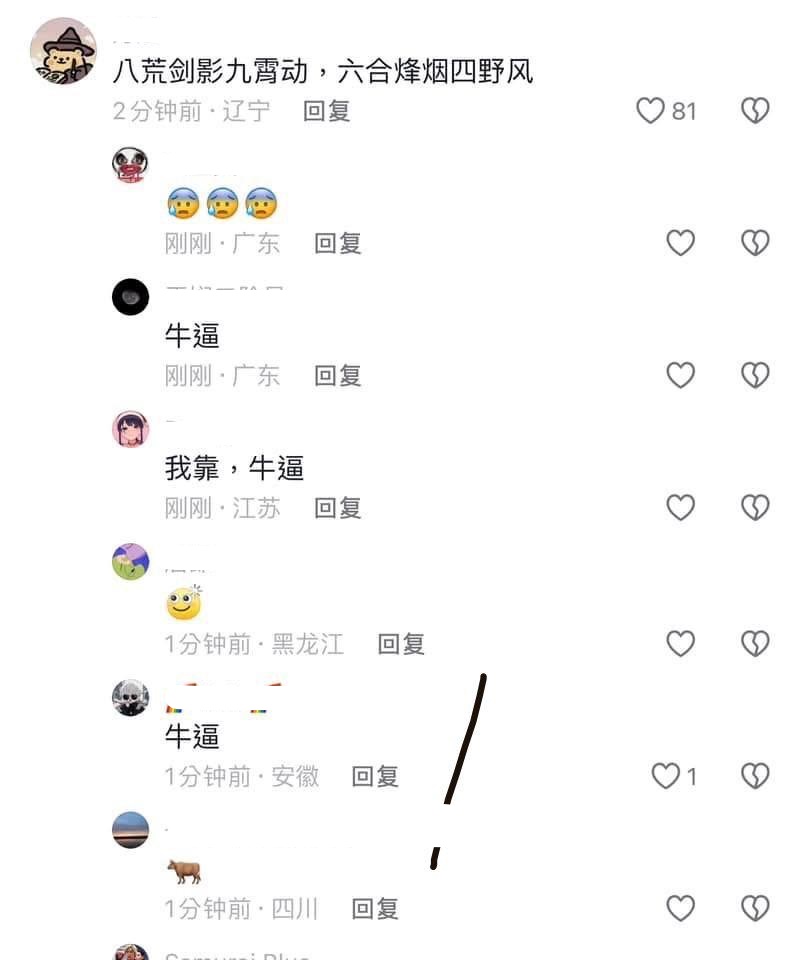 八荒剑影九霄动，六合烽烟四野风
2分钟前·辽宁 回复 81
😰😰😰
刚刚·广东 回复
牛逼
刚刚·广东 回复
我靠，牛逼
刚刚·江苏 回复
1分钟前·黑龙江 回复
牛逼
1分钟前·安徽 回复 1
🐂
1分钟前·四川 回复
Samurai Blue